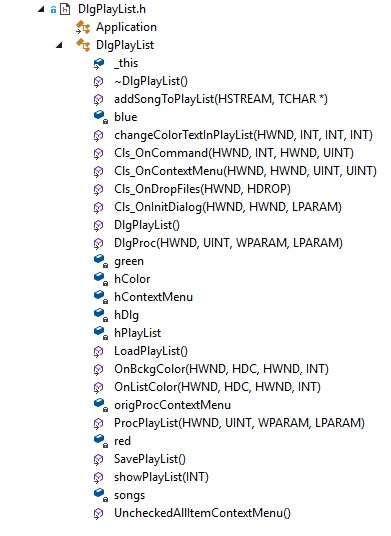 DlgPlayList.h
Application
DlgPlayList
_this
~DlgPlayList()
addSongToPlayList(HSTREAM, TCHAR *)
blue
changeColorTextInPlayList(HWND, INT, INT, INT)
Cls_OnCommand(HWND, INT, HWND, UINT)
Cls_OnContextMenu(HWND, HWND, UINT, UINT)
Cls_OnDropFiles(HWND, HDROP)
Cls_OnInitDialog(HWND, HWND, LPARAM)
DlgPlayList()
DlgProc(HWND, UINT, WPARAM, LPARAM)
green
hColor
hContextMenu
hDlg
hPlayList
LoadPlayList()
OnBckgColor(HWND, HDC, HWND, INT)
OnListColor(HWND, HDC, HWND, INT)
origProcContextMenu
ProcPlayList(HWND, UINT, WPARAM, LPARAM)
red
SavePlayList()
showPlayList(INT)
songs
UncheckedAllItemContextMenu()